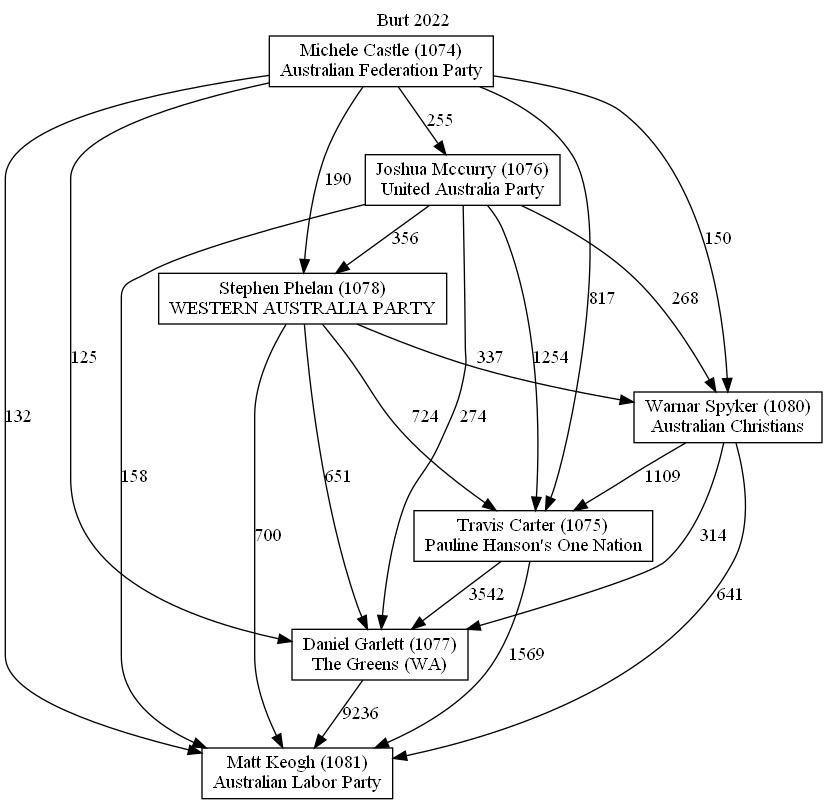 Burt 2022
Michele Castle (1074)
Australian Federation Party
255
190
Joshua Mccurry (1076)
United Australia Party
356
150
Stephen Phelan (1078)
WESTERN AUSTRALIA PARTY
268
817
125
337
1254
132
Warnar Spyker (1080)
Australian Christians
724
274
158
651
1109
700
Travis Carter (1075)
Pauline Hanson's One Nation
314
3542
641
Daniel Garlett (1077)
The Greens (WA)
1569
9236
Matt Keogh (1081)
Australian Labor Party